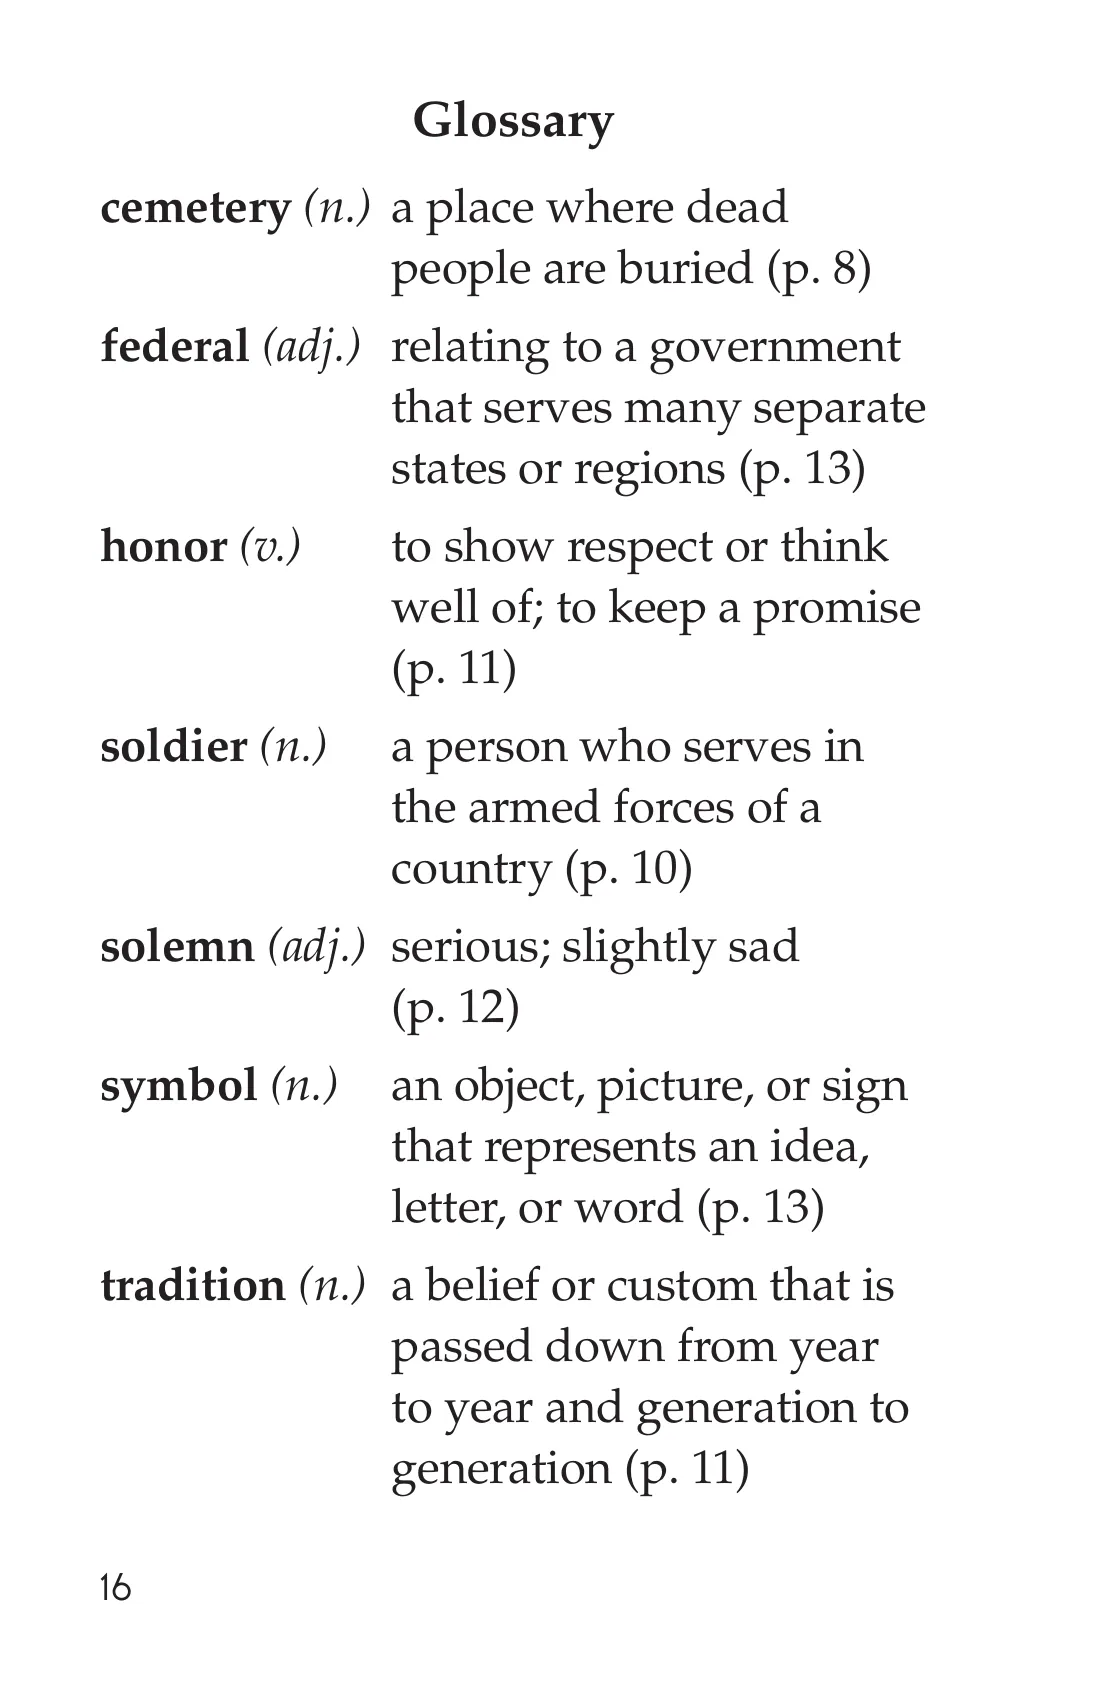 Glossary
cemetery (n.) a place where dead
people are buried (p. 8)
federal (adj.) relating to a government
that serves many separate
states or regions (p. 13)
honor (v.) to show respect or think
well of; to keep a promise
(p. 11)
soldier (n.) a person who serves in
the armed forces of a
country (p. 10)
solemn (adj.) serious; slightly sad
(p. 12)
symbol (n.) an object, picture, or sign
that represents an idea,
letter, or word (p. 13)
tradition (n.) a belief or custom that is
passed down from year
to year and generation to
generation (p. 11)
16